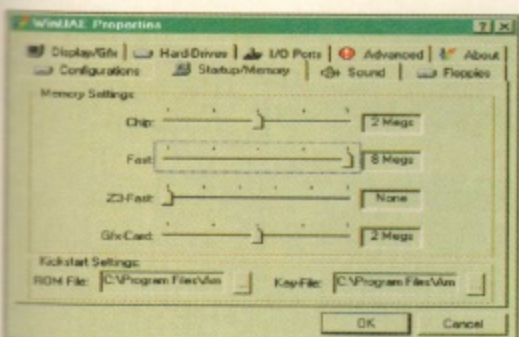 WinUAE Properties
Display/Gfx Hard-Drives I/O Ports Advanced About
Configurations Startup/Memory Sound Floppies
Memory Settings:
Chip: 2 Megs
Fast: 8 Megs
Z3-Fast: None
Gfx-Card: 2 Megs
Kickstart Settings:
ROM File: C:\Program Files\Am ... Key-File: C:\Program Files\Am ...
OK Cancel